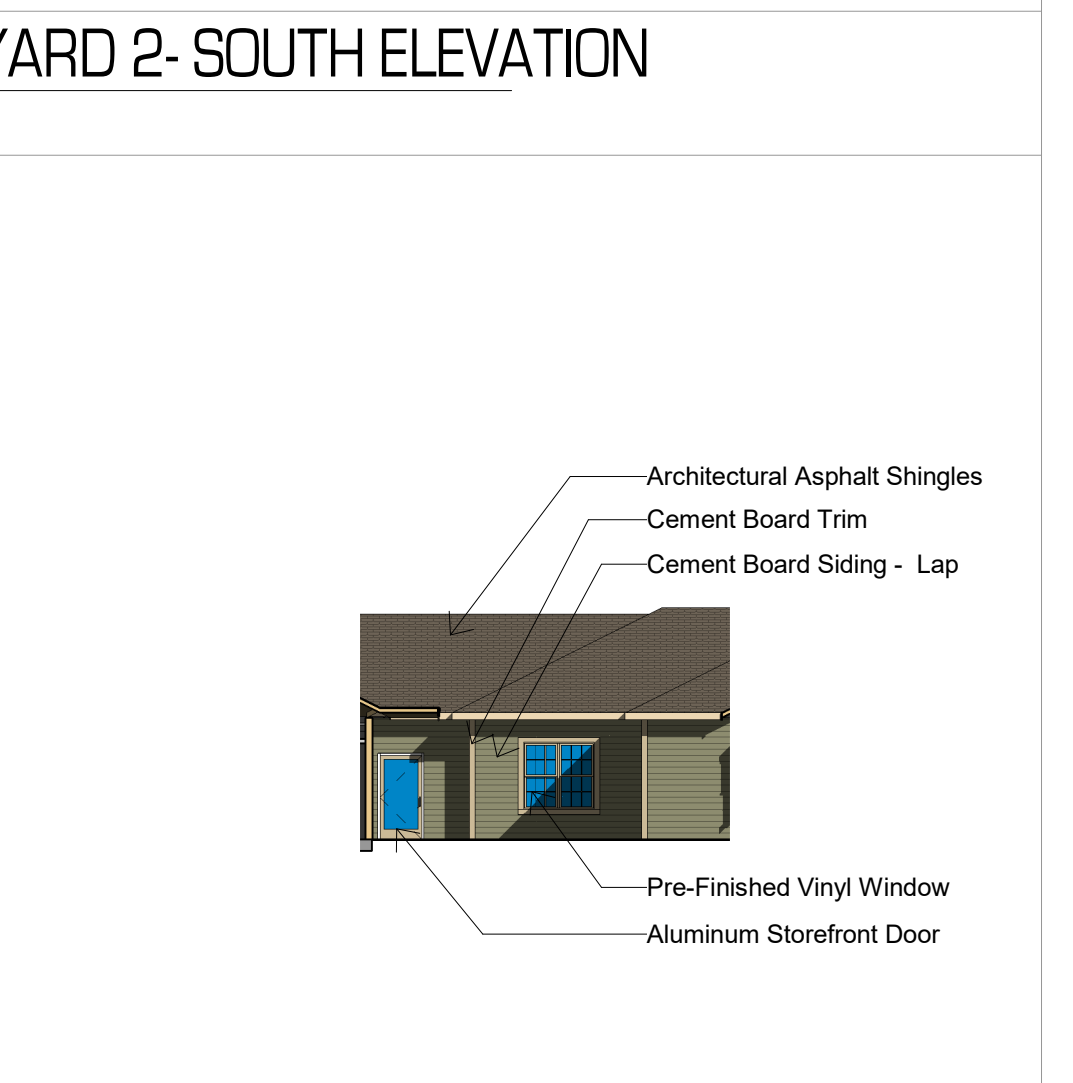 YARD 2- SOUTH ELEVATION
Architectural Asphalt Shingles
Cement Board Trim
Cement Board Siding -  Lap
Pre-Finished Vinyl Window
Aluminum Storefront Door